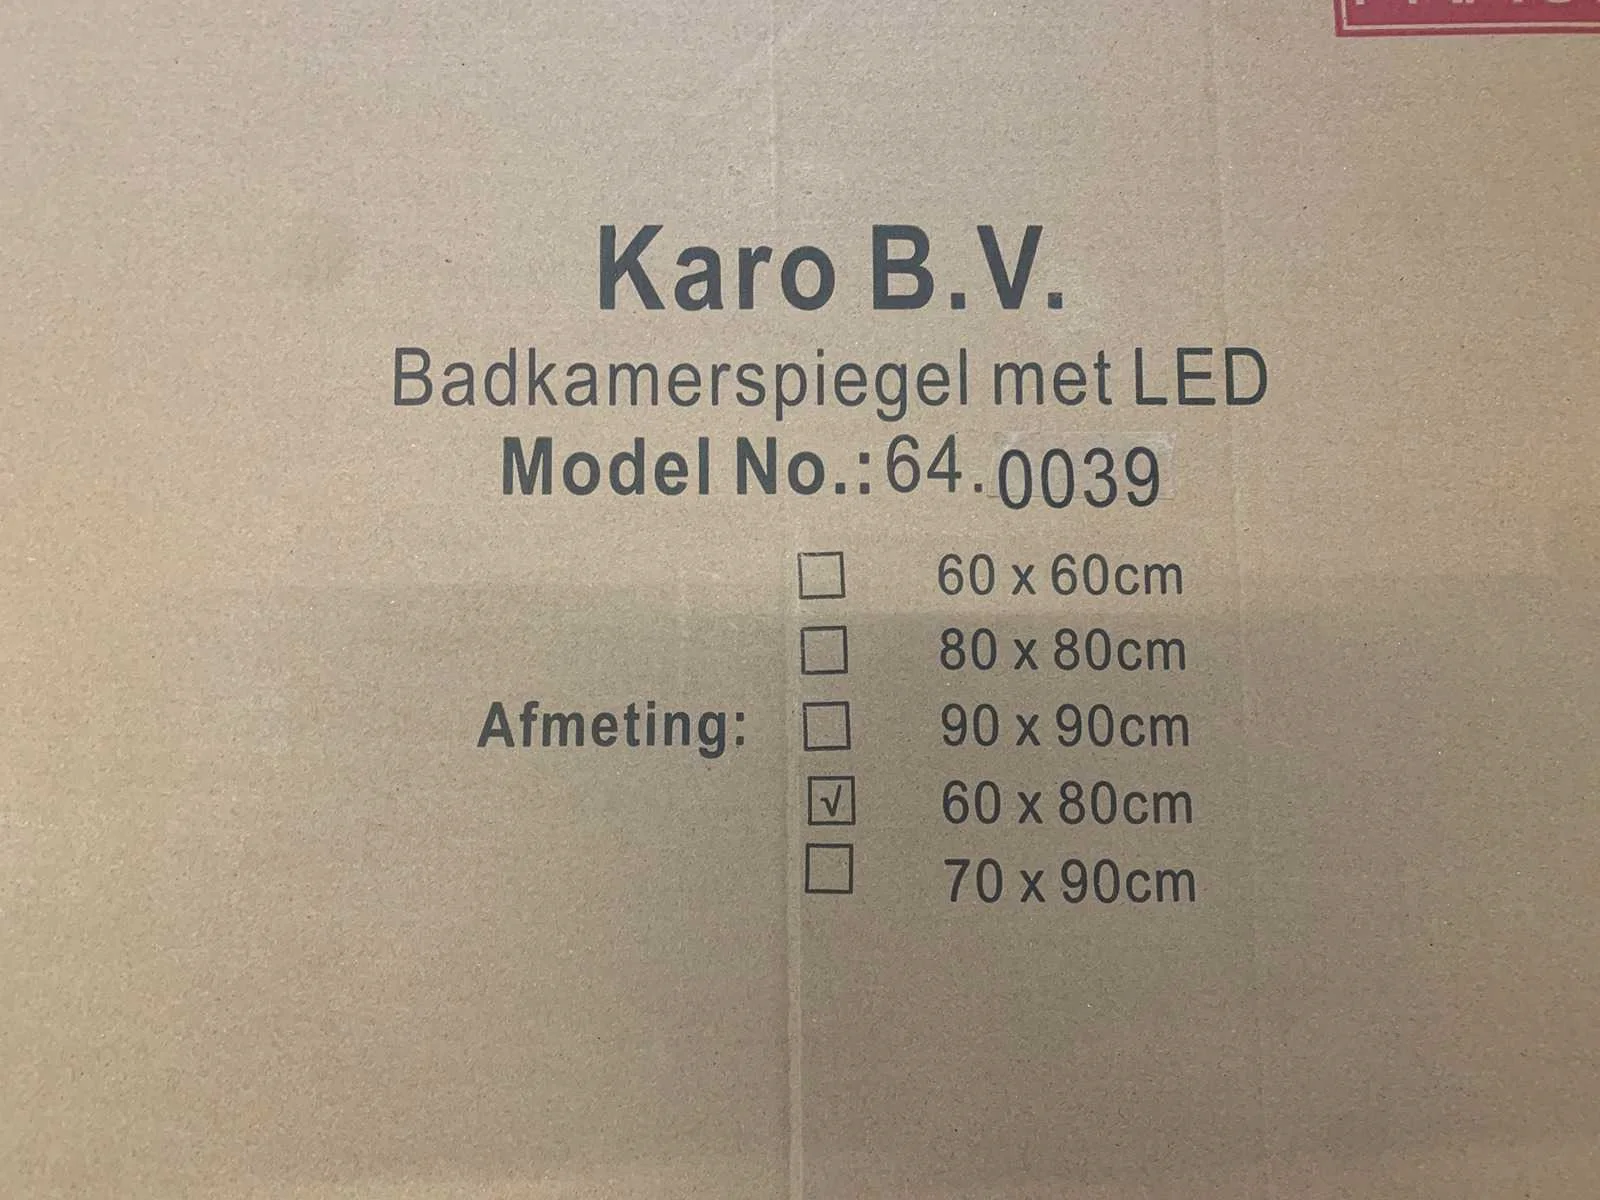 Karo B.V.
Badkamerspiegel met LED
Model No.:64.0039
60 x 60cm
80 x 80cm
Afmeting: 90 x 90cm
√ 60 x 80cm
70 x 90cm